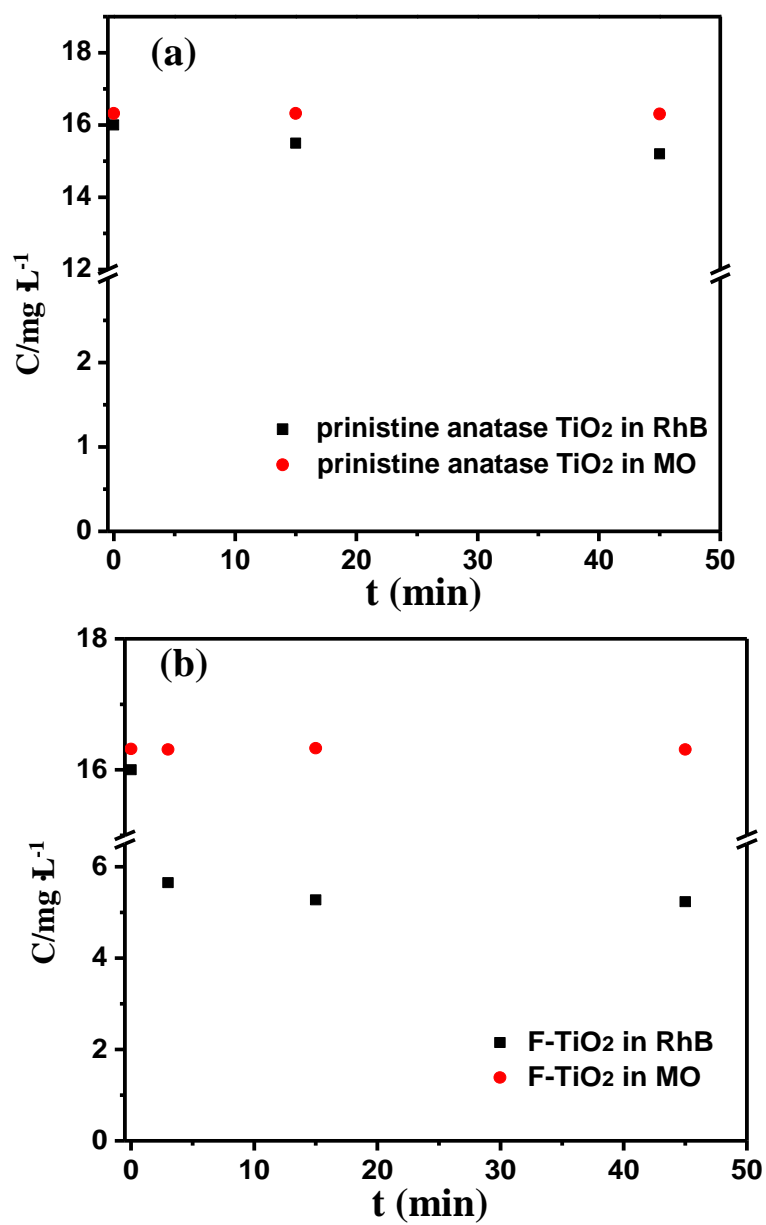 (a)
18
16
14
12
2
1
0
C/mg·L-1
prinistine anatase TiO2 in RhB
prinistine anatase TiO2 in MO
0 10 20 30 40 50
t (min)
(b)
18
16
6
4
2
0
C/mg·L-1
F-TiO2 in RhB
F-TiO2 in MO
0 10 20 30 40 50
t (min)